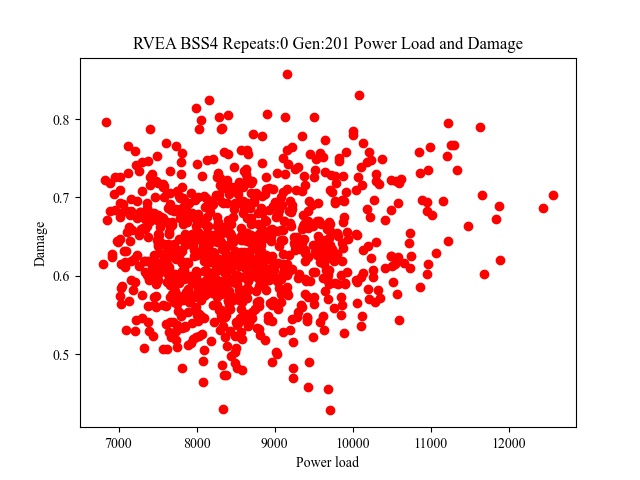 RVEA BSS4 Repeats:0 Gen:201 Power Load and Damage
0.8
0.7
0.6
0.5
Damage
7000 8000 9000 10000 11000 12000
Power load